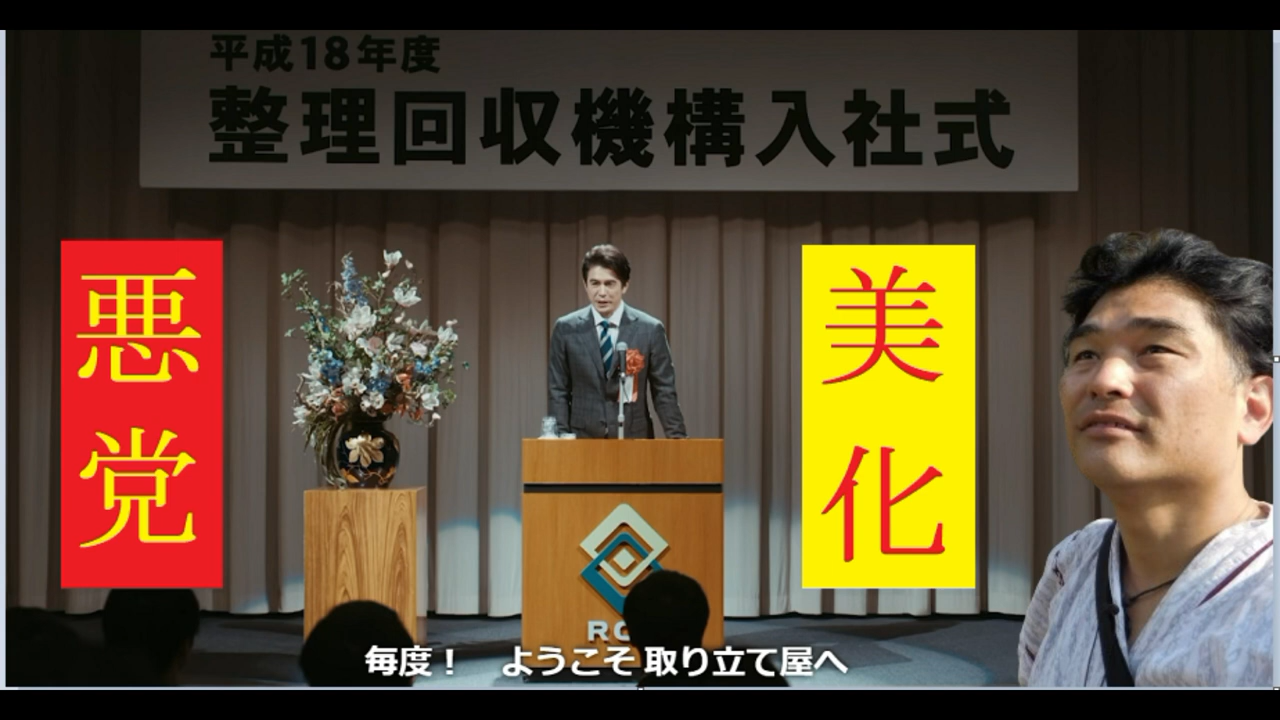 平成18年度
整理回収機構入社式
悪党
美化
毎度！　ようこそ 取り立て屋へ